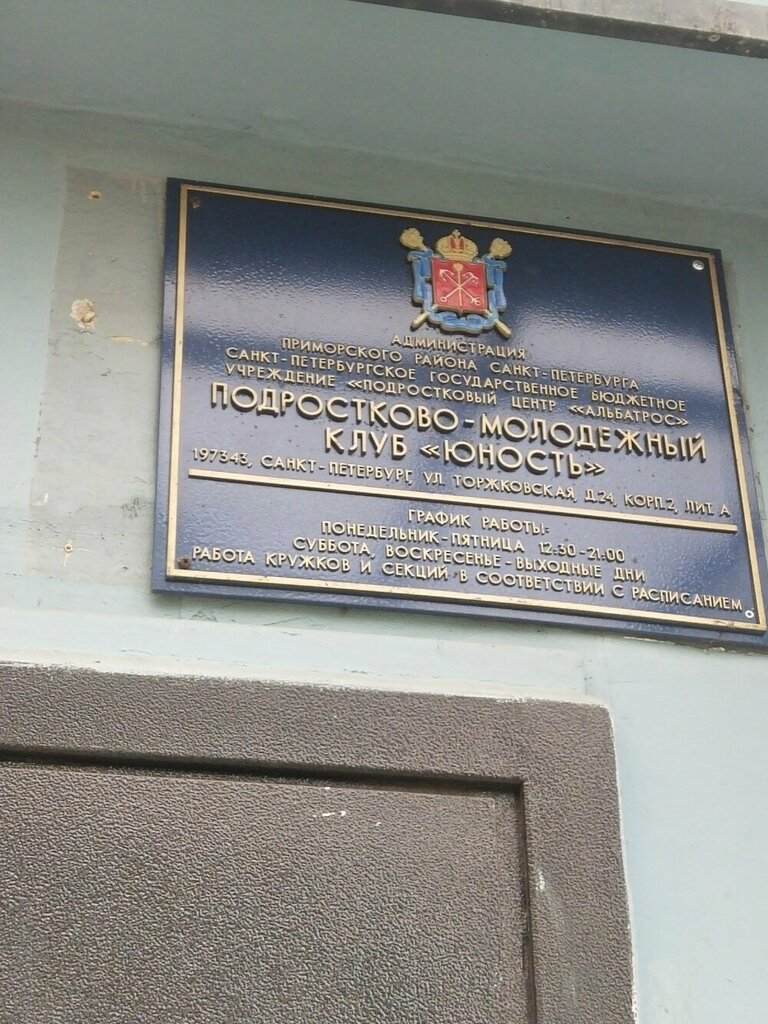 АДМИНИСТРАЦИЯ
ПРИМОРСКОГО РАЙОНА САНКТ-ПЕТЕРБУРГА
САНКТ-ПЕТЕРБУРГСКОЕ ГОСУДАРСТВЕННОЕ БЮДЖЕТНОЕ
УЧРЕЖДЕНИЕ «ПОДРОСТКОВЫЙ ЦЕНТР «АЛЬБАТРОС»
ПОДРОСТКОВО-МОЛОДЕЖНЫЙ
КЛУБ «ЮНОСТЬ»
197343, САНКТ-ПЕТЕРБУРГ, УЛ. ТОРЖКОВСКАЯ, Д.24, КОРП.2, ЛИТ. А
ГРАФИК РАБОТЫ:
ПОНЕДЕЛЬНИК-ПЯТНИЦА 12:30-21:00
СУББОТА, ВОСКРЕСЕНЬЕ-ВЫХОДНЫЕ ДНИ
РАБОТА КРУЖКОВ И СЕКЦИЙ В СООТВЕТСТВИИ С РАСПИСАНИЕМ